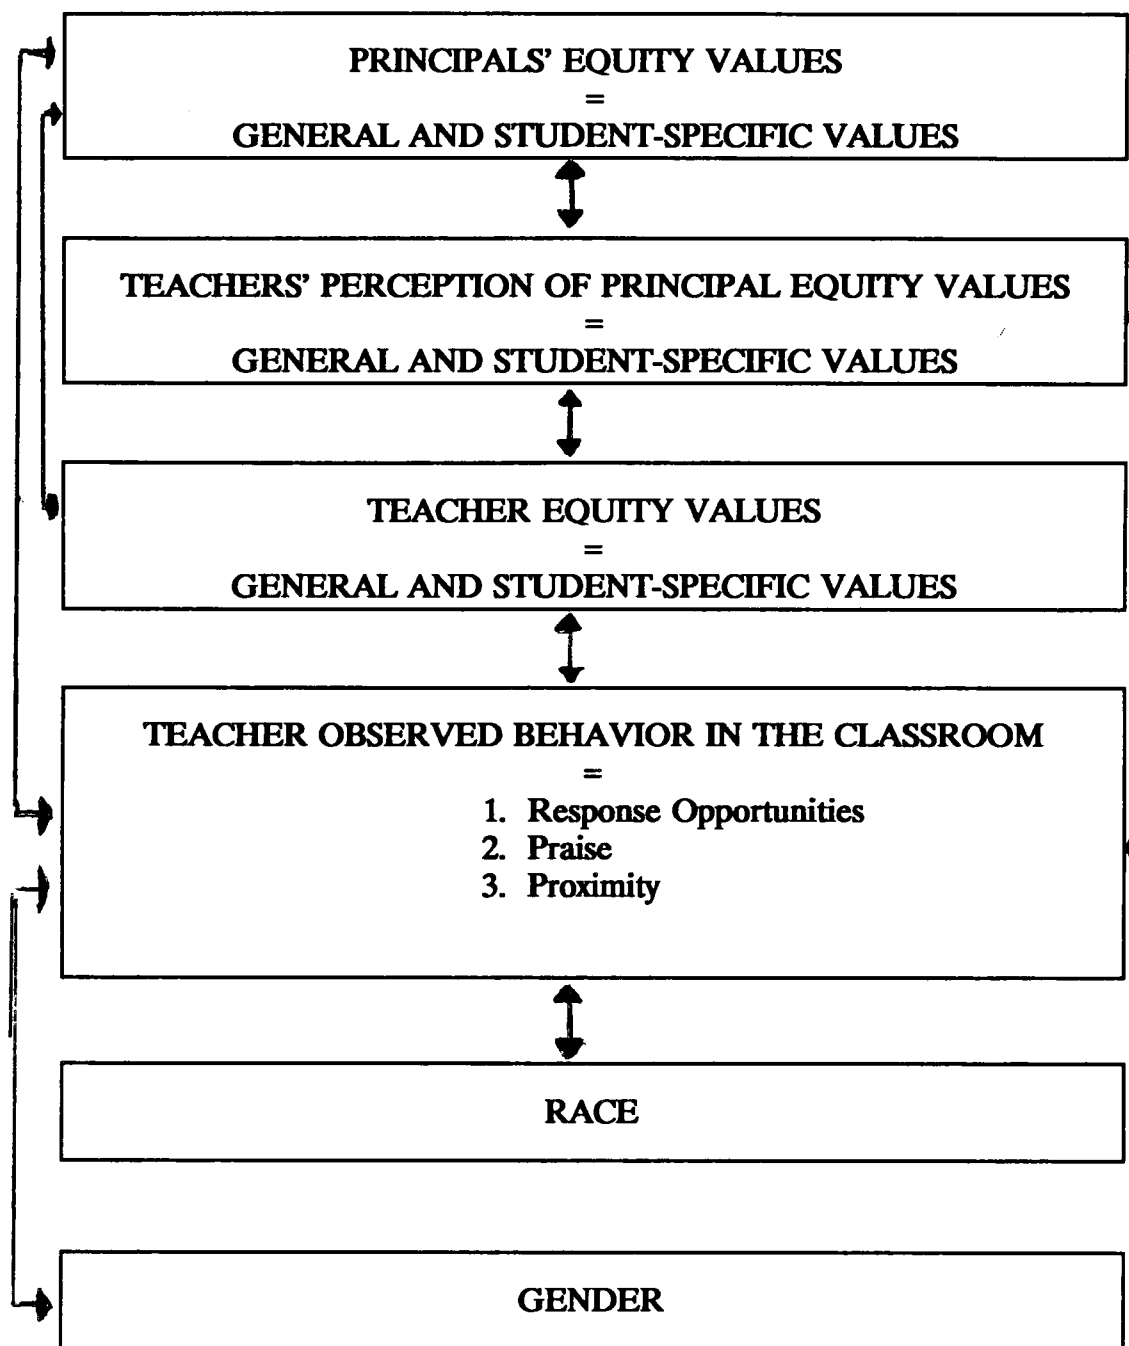 PRINCIPALS' EQUITY VALUES
=
GENERAL AND STUDENT-SPECIFIC VALUES
TEACHERS' PERCEPTION OF PRINCIPAL EQUITY VALUES
=
GENERAL AND STUDENT-SPECIFIC VALUES
TEACHER EQUITY VALUES
=
GENERAL AND STUDENT-SPECIFIC VALUES
TEACHER OBSERVED BEHAVIOR IN THE CLASSROOM
=
1. Response Opportunities
2. Praise
3. Proximity
RACE
GENDER